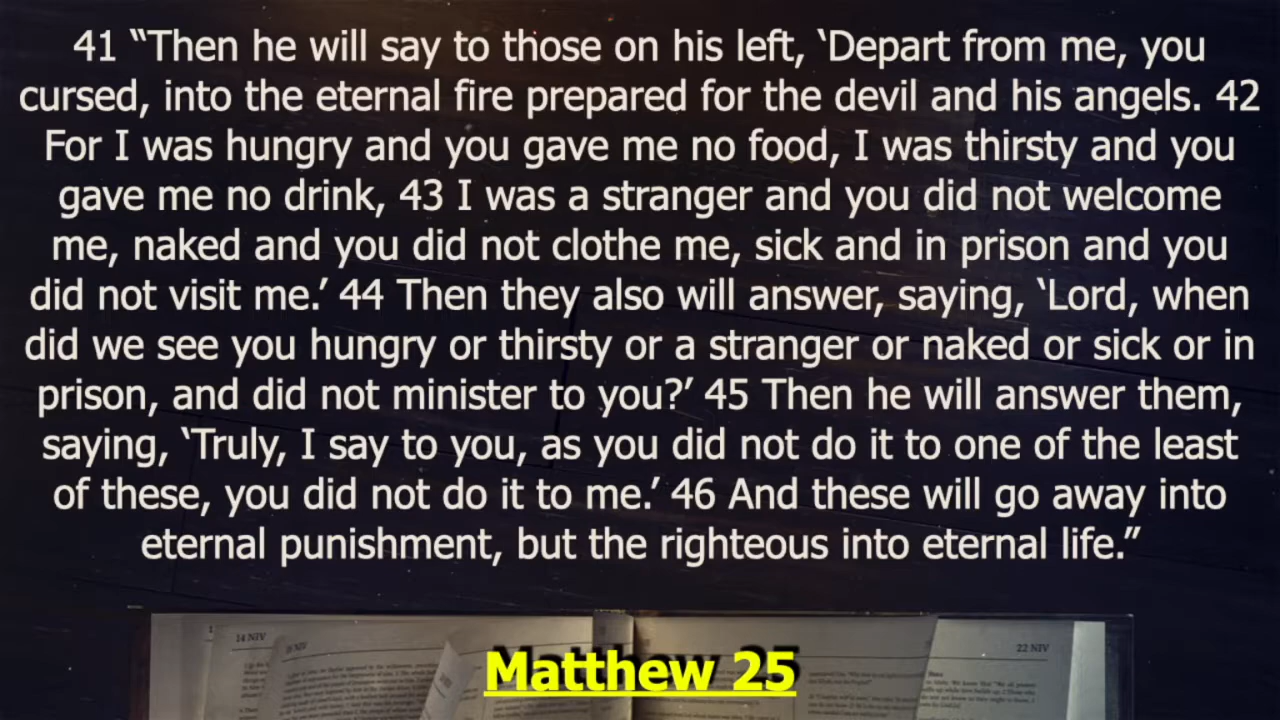 41 “Then he will say to those on his left, ‘Depart from me, you
cursed, into the eternal fire prepared for the devil and his angels. 42
For I was hungry and you gave me no food, I was thirsty and you
gave me no drink, 43 I was a stranger and you did not welcome
me, naked and you did not clothe me, sick and in prison and you
did not visit me.’ 44 Then they also will answer, saying, ‘Lord, when
did we see you hungry or thirsty or a stranger or naked or sick or in
prison, and did not minister to you?’ 45 Then he will answer them,
saying, ‘Truly, I say to you, as you did not do it to one of the least
of these, you did not do it to me.’ 46 And these will go away into
eternal punishment, but the righteous into eternal life.”
14 NIV
22 NIV
Matthew 25